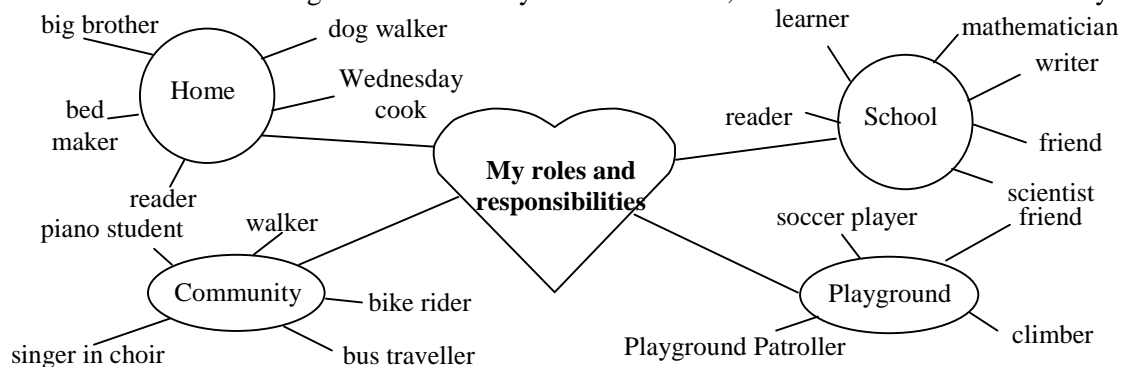 big brother
dog walker
Home
Wednesday
cook
bed
maker
reader
learner
mathematician
writer
reader
School
friend
scientist
My roles and
responsibilities
piano student
walker
Community
bike rider
singer in choir
bus traveller
soccer player
friend
Playground
Playground Patroller
climber